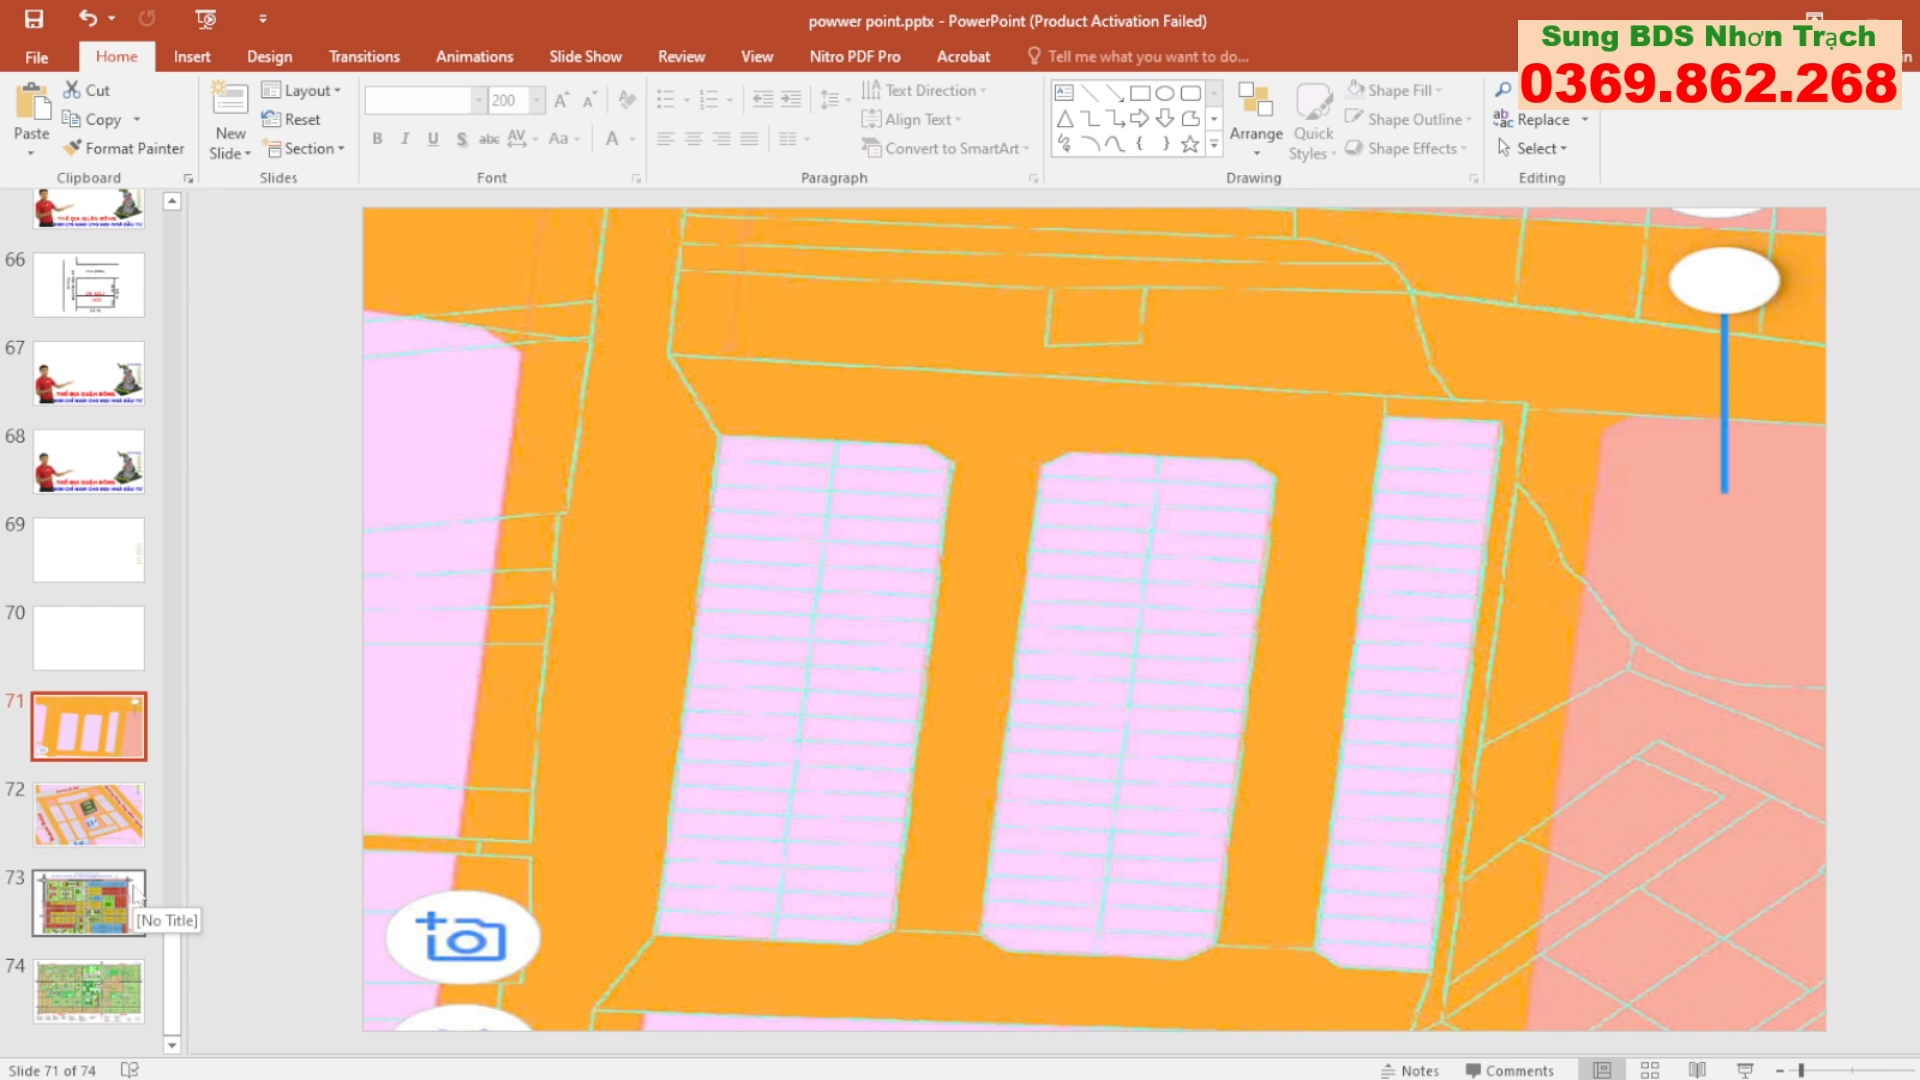 powwer point.pptx - PowerPoint (Product Activation Failed)
Sung BDS Nhơn Trạch
0369.862.268
File Home Insert Design Transitions Animations Slide Show Review View Nitro PDF Pro Acrobat Tell me what you want to do...
Paste
Cut
Copy
Format Painter
Clipboard
New Slide
Layout
Reset
Section
Slides
200
B I U S abc AV Aa A
Font
Text Direction
Align Text
Convert to SmartArt
Paragraph
Arrange
Quick Styles
Shape Fill
Shape Outline
Shape Effects
Drawing
Replace
Select
Editing
66
67
68
69
70
71
72
73
[No Title]
74
Slide 71 of 74
Notes
Comments